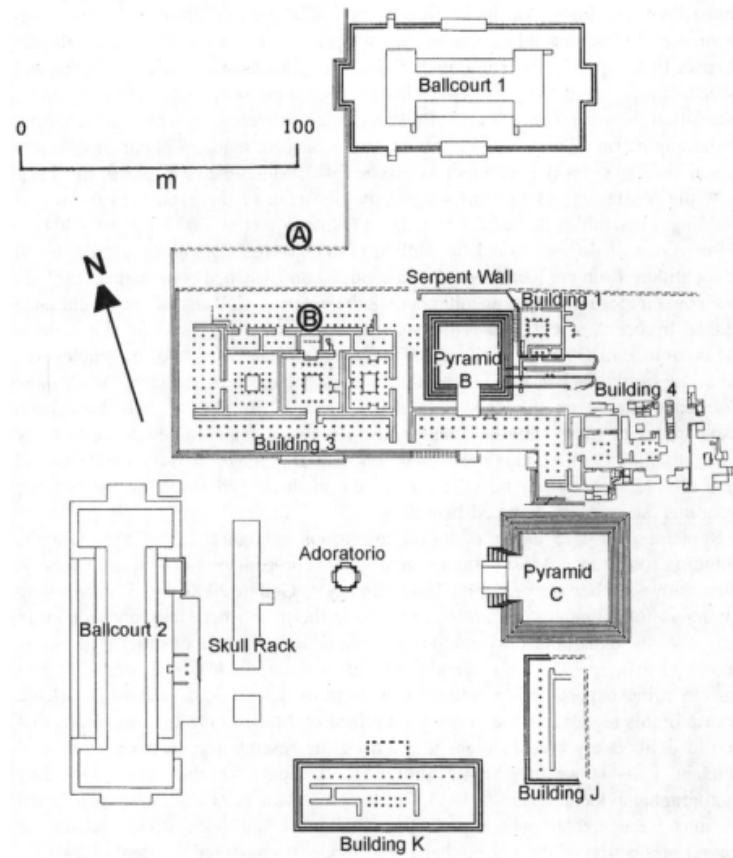 Ballcourt 1
0
100
m
A
N
Serpent Wall
Building 1
B
Pyramid
B
Building 4
Building 3
Adoratorio
Pyramid
C
Ballcourt 2
Skull Rack
Building J
Building K